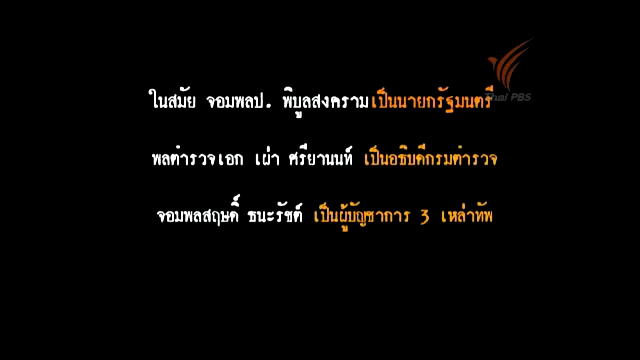 Thai PBS
ในสมัย จอมพลป. พิบูลสงครามเป็นนายกรัฐมนตรี
พลตำรวจเอก เผ่า ศรียานนท์ เป็นอธิบดีกรมตำรวจ
จอมพลสฤษดิ์ ธนะรัชต์ เป็นผู้บัญชาการ 3 เหล่าทัพ